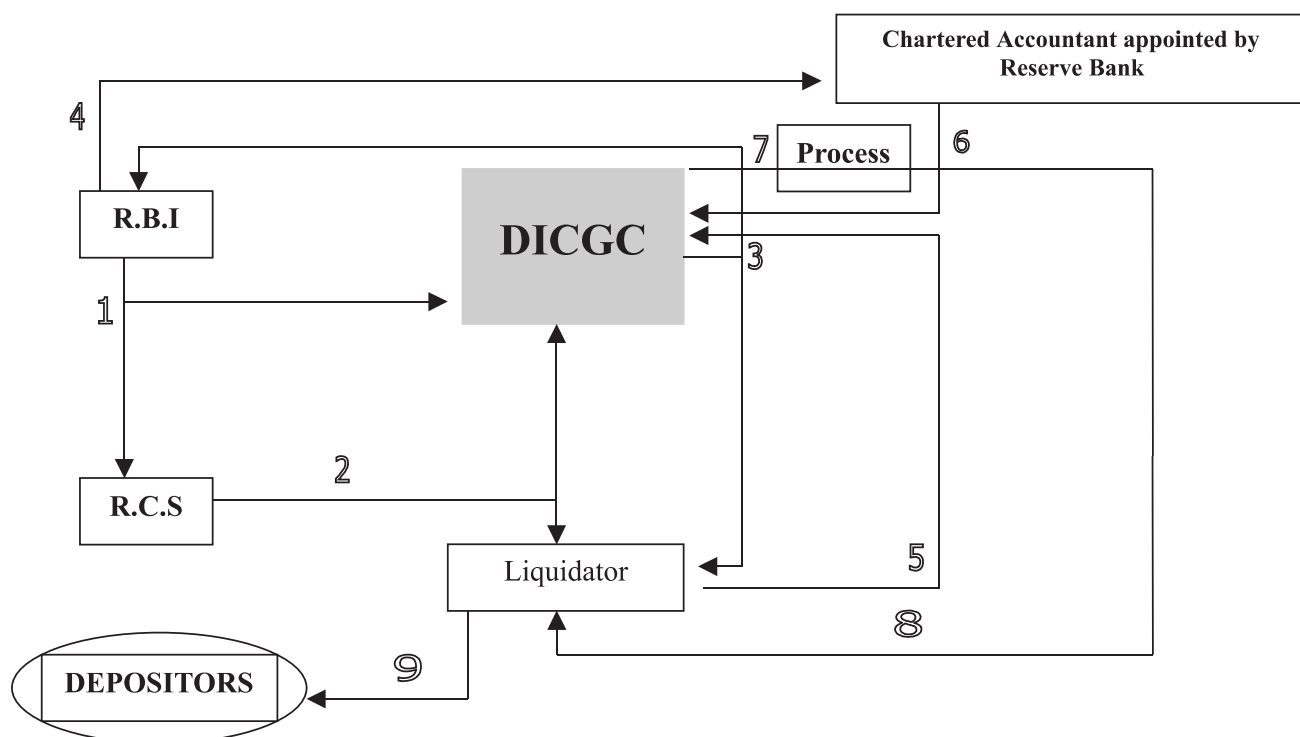 Chartered Accountant appointed by
Reserve Bank
4
7
Process
6
R.B.I
DICGC
3
1
2
R.C.S
Liquidator
5
8
9
DEPOSITORS